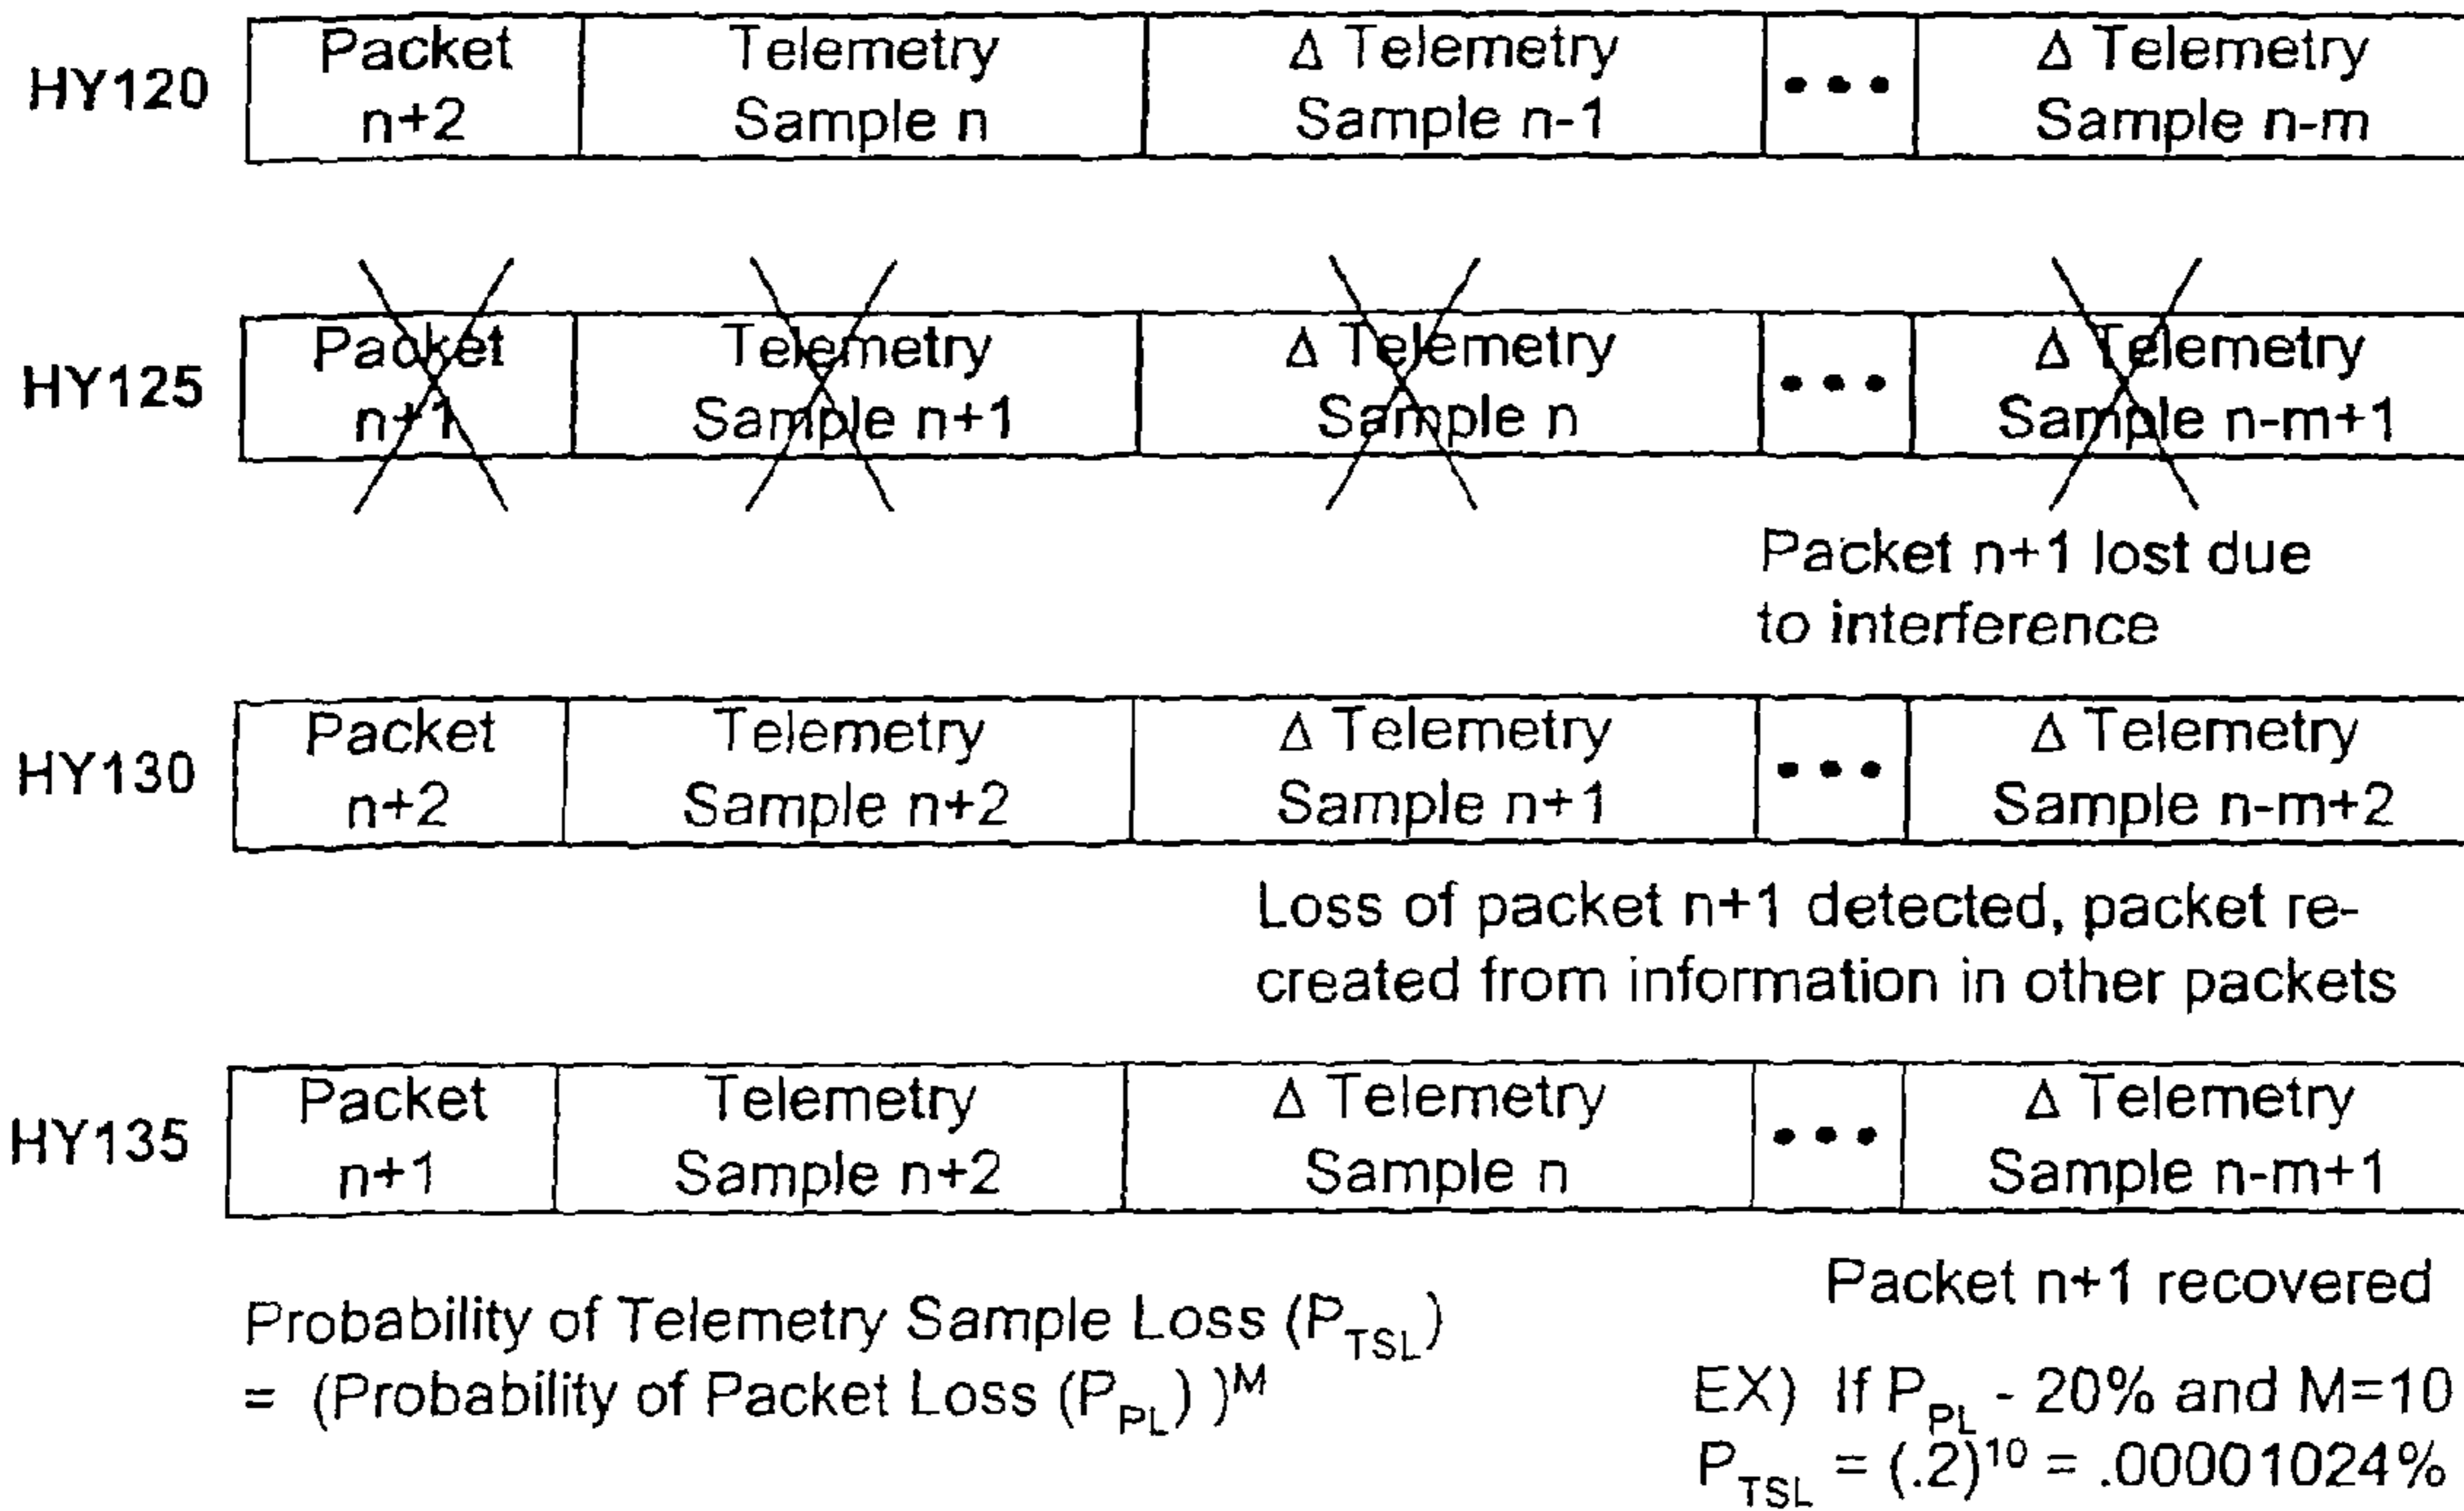 HY120
Packet
n+2
Telemetry
Sample n
Δ Telemetry
Sample n-1
•••
Δ Telemetry
Sample n-m
HY125
Packet
n+1
Telemetry
Sample n+1
Δ Telemetry
Sample n
•••
Δ Telemetry
Sample n-m+1
Packet n+1 lost due
to interference
HY130
Packet
n+2
Telemetry
Sample n+2
Δ Telemetry
Sample n+1
•••
Δ Telemetry
Sample n-m+2
Loss of packet n+1 detected, packet re-
created from information in other packets
HY135
Packet
n+1
Telemetry
Sample n+2
Δ Telemetry
Sample n
•••
Δ Telemetry
Sample n-m+1
Packet n+1 recovered
Probability of Telemetry Sample Loss (P_TSL)
= (Probability of Packet Loss (P_PL) )^M
EX) If P_PL - 20% and M=10
P_TSL = (.2)^10 = .00001024%